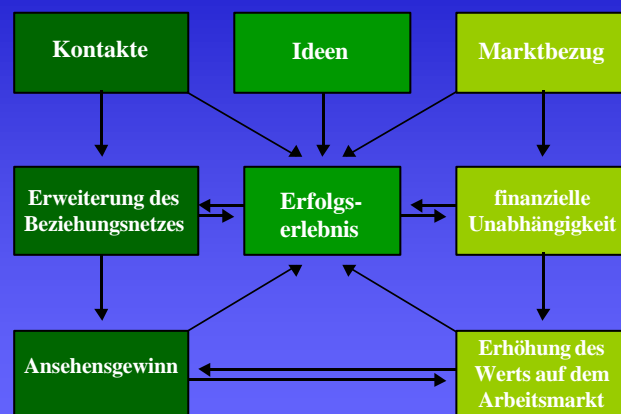 Kontakte
Ideen
Marktbezug
Erweiterung des
Beziehungsnetzes
Erfolgs-
erlebnis
finanzielle
Unabhängigkeit
Ansehensgewinn
Erhöhung des
Werts auf dem
Arbeitsmarkt